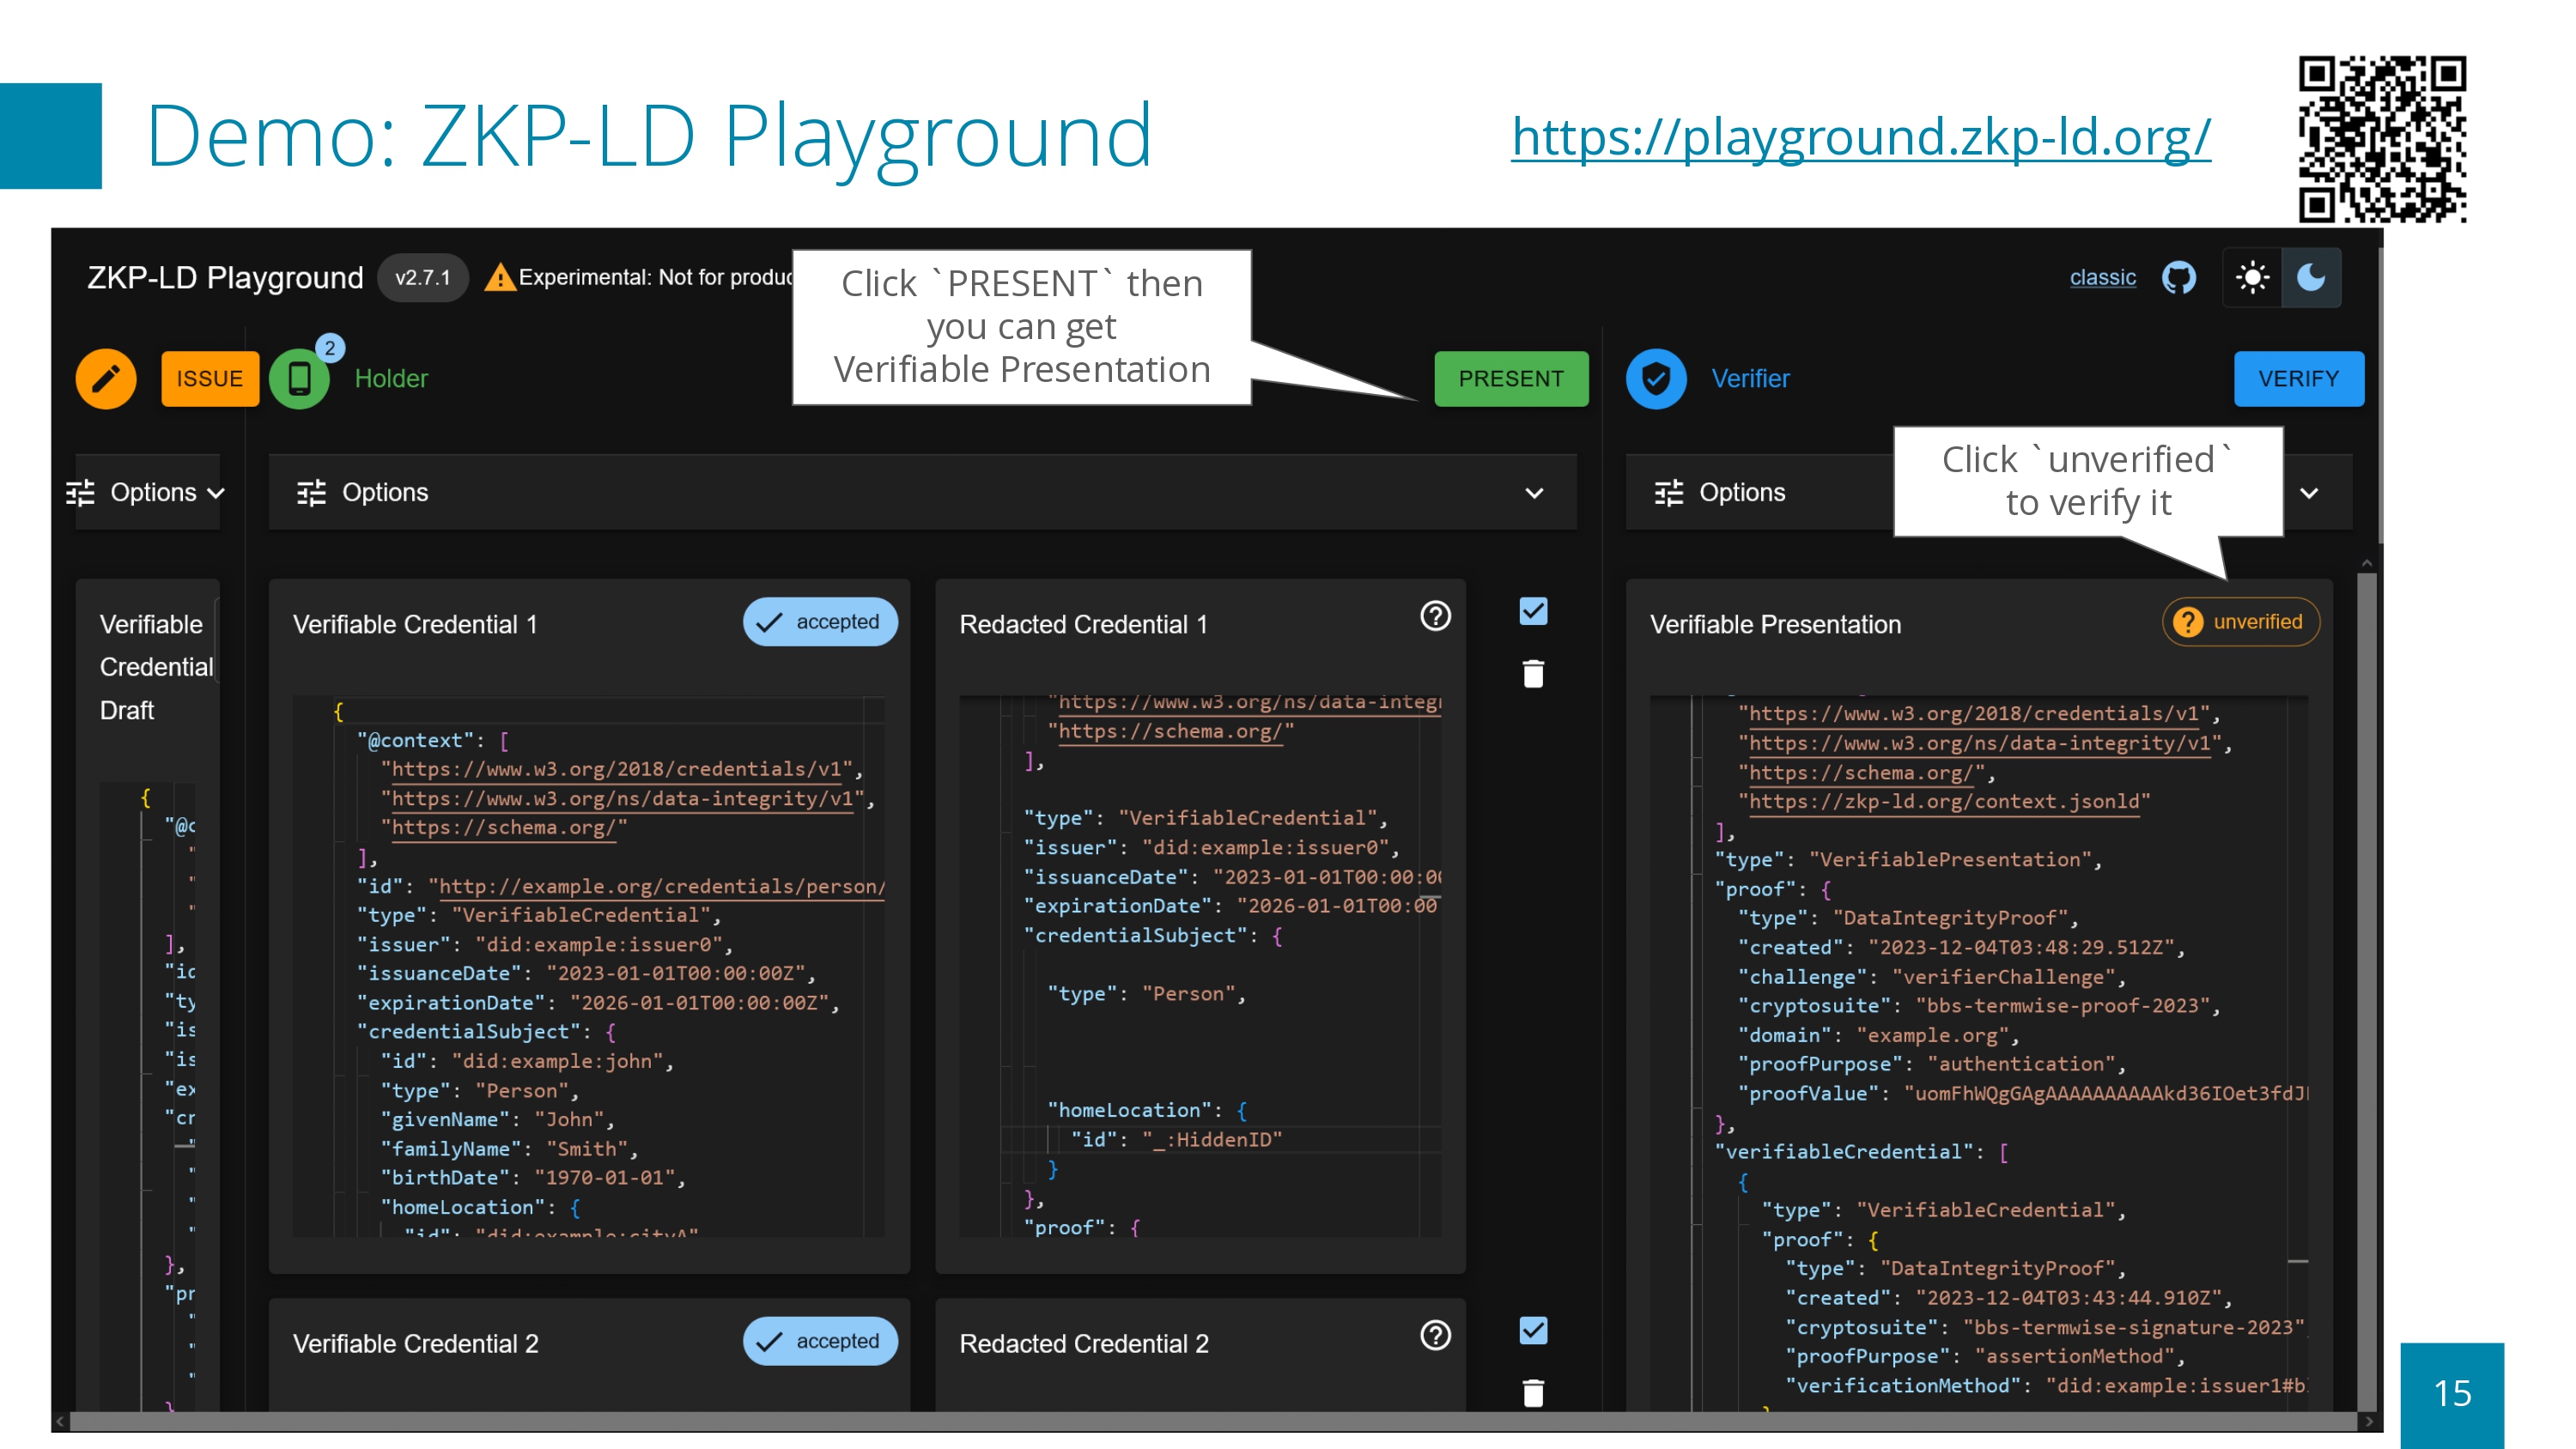 Demo: ZKP-LD Playground
https://playground.zkp-ld.org/
ZKP-LD Playground
v2.7.1
Experimental: Not for produc
Click `PRESENT` then
you can get
Verifiable Presentation
classic
ISSUE
2
Holder
PRESENT
Verifier
VERIFY
Click `unverified`
to verify it
Options
Options
Options
Verifiable
Credential
Draft
{
"@c
"
"
"
],
"ic
"ty
"is
"is
"ex
"cr
"
"
"
"
},
"pr
"
"
"
}
Verifiable Credential 1
accepted
{
"@context": [
"https://www.w3.org/2018/credentials/v1",
"https://www.w3.org/ns/data-integrity/v1",
"https://schema.org/"
],
"id": "http://example.org/credentials/person/
"type": "VerifiableCredential",
"issuer": "did:example:issuer0",
"issuanceDate": "2023-01-01T00:00:00Z",
"expirationDate": "2026-01-01T00:00:00Z",
"credentialSubject": {
"id": "did:example:john",
"type": "Person",
"givenName": "John",
"familyName": "Smith",
"birthDate": "1970-01-01",
"homeLocation": {
"id": "did:example:cityA"
Redacted Credential 1
"https://www.w3.org/ns/data-integr
"https://schema.org/"
],
"type": "VerifiableCredential",
"issuer": "did:example:issuer0",
"issuanceDate": "2023-01-01T00:00:00
"expirationDate": "2026-01-01T00:00
"credentialSubject": {
"type": "Person",
"homeLocation": {
"id": "_:HiddenID"
}
},
"proof": {
Verifiable Presentation
unverified
"https://www.w3.org/2018/credentials/v1",
"https://www.w3.org/ns/data-integrity/v1",
"https://schema.org/",
"https://zkp-ld.org/context.jsonld"
],
"type": "VerifiablePresentation",
"proof": {
"type": "DataIntegrityProof",
"created": "2023-12-04T03:48:29.512Z",
"challenge": "verifierChallenge",
"cryptosuite": "bbs-termwise-proof-2023",
"domain": "example.org",
"proofPurpose": "authentication",
"proofValue": "uomFhWQgGAgAAAAAAAAAAkd36IOet3fdJ
},
"verifiableCredential": [
{
"type": "VerifiableCredential",
"proof": {
"type": "DataIntegrityProof",
"created": "2023-12-04T03:43:44.910Z",
"cryptosuite": "bbs-termwise-signature-2023"
"proofPurpose": "assertionMethod",
"verificationMethod": "did:example:issuer1#b
Verifiable Credential 2
accepted
Redacted Credential 2
15